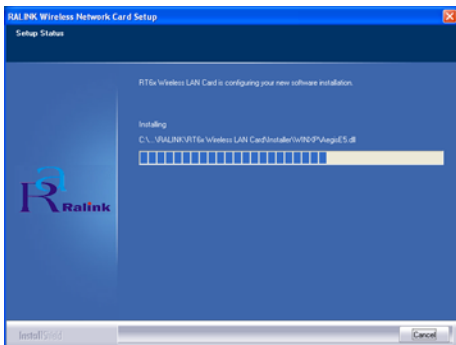 RALINK Wireless Network Card Setup
Setup Status
RT6x Wireless LAN Card is configuring your new software installation.
Installing
C:\...\RALINK\RT6x Wireless LAN Card\Installer\WINXP\AegisE5.dll
Ralink
InstallShield
Cancel